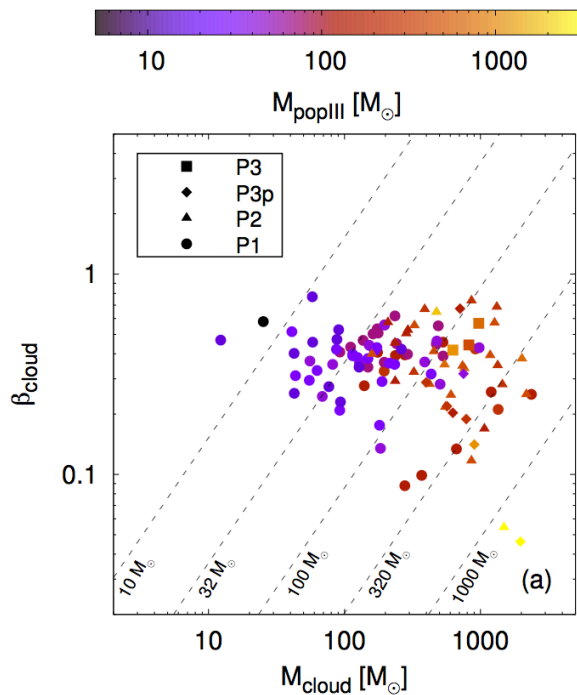 10 100 1000
M_popIII [M_☉]
P3
P3p
P2
P1
1
β_cloud
0.1
10 M_☉ 32 M_☉ 100 M_☉ 320 M_☉ 1000 M_☉ (a)
10 100 1000
M_cloud [M_☉]